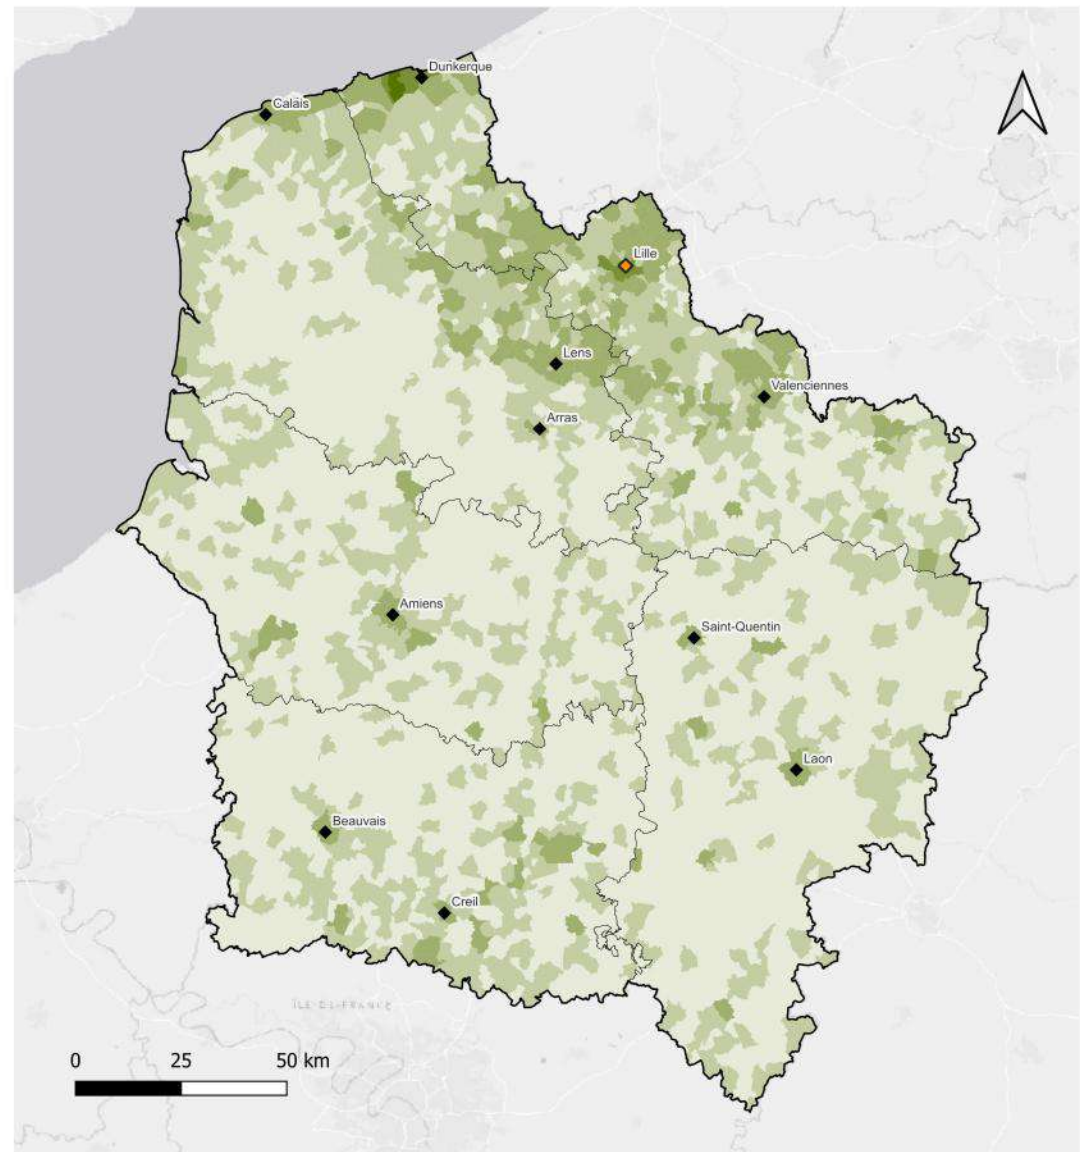 Dunkerque
Calais
Lille
Lens
Valenciennes
Arras
Amiens
Saint-Quentin
Laon
Beauvais
Creil
ÎLE-DE-FRANCE
0 25 50 km